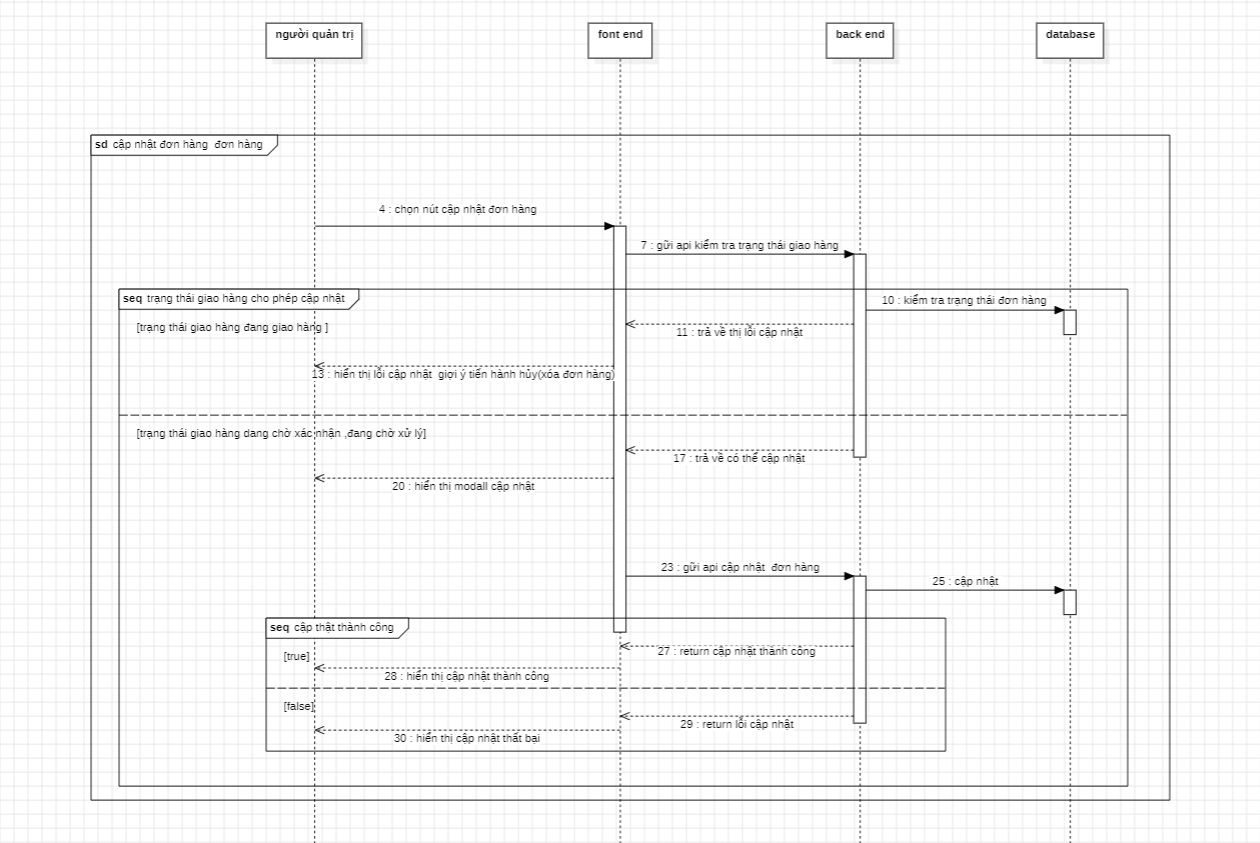 người quản trị
font end
back end
database
sd cập nhật đơn hàng đơn hàng
4 : chọn nút cập nhật đơn hàng
7 : gữi api kiểm tra trạng thái giao hàng
seq trạng thái giao hàng cho phép cập nhật
10 : kiểm tra trạng thái đơn hàng
[trạng thái giao hàng đang giao hàng ]
11 : trả về thị lỗi cập nhật
13 : hiển thị lỗi cập nhật giợi ý tiến hành hủy(xóa đơn hàng)
[trạng thái giao hàng dang chờ xác nhận ,đang chờ xử lý]
17 : trả về có thể cập nhật
20 : hiển thị modall cập nhật
23 : gữi api cập nhật đơn hàng
25 : cập nhật
seq cập thật thành công
[true]
27 : return cập nhật thành công
28 : hiển thị cập nhật thành công
[false]
29 : return lỗi cập nhật
30 : hiển thị cập nhật thất bại